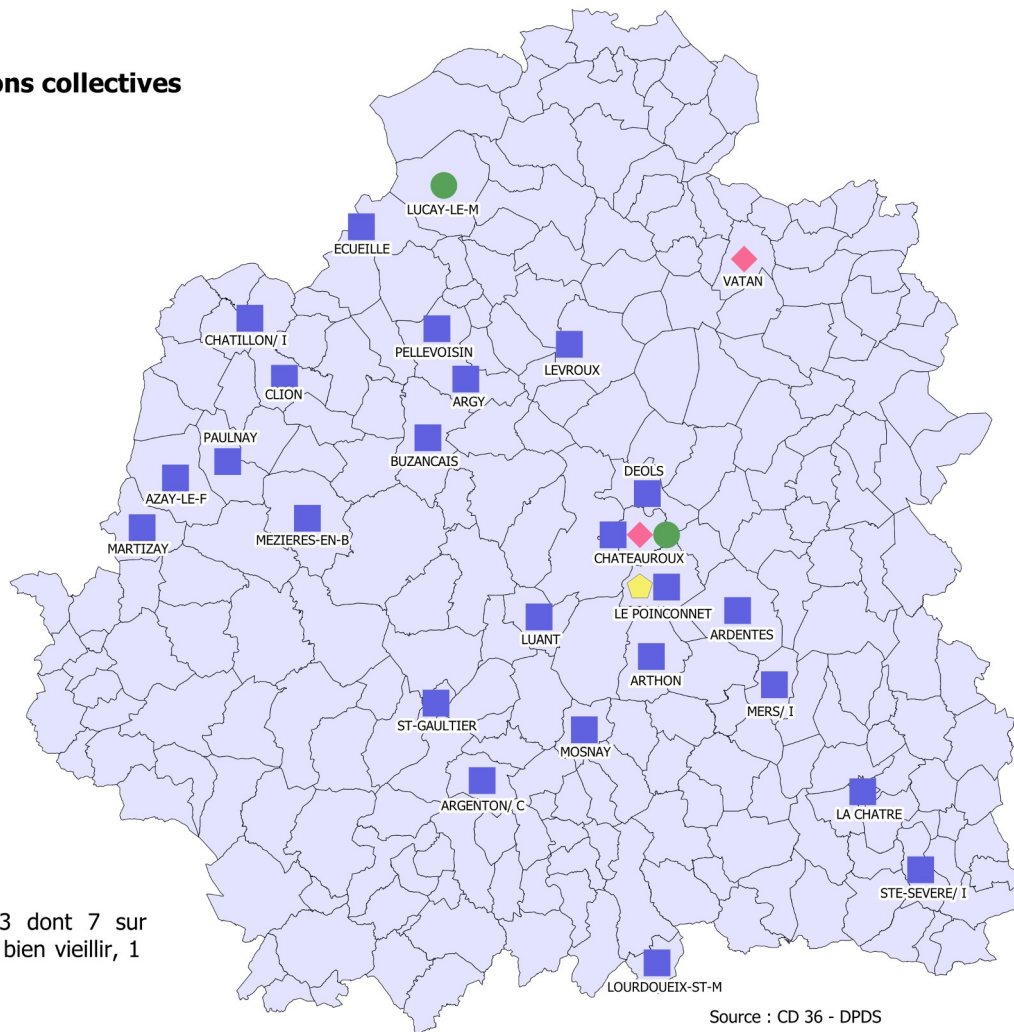 ons collectives
LUCAY-LE-M
ECUEILLE
VATAN
CHATILLON/ I
PELLEVOISIN
LEVROUX
CLION
ARGY
PAULNAY
BUZANCAIS
AZAY-LE-F
DEOLS
MARTIZAY
MEZIERES-EN-B
CHATEAUROUX
LE POINCONNET
LUANT
ARDENTES
ARTHON
MERS/ I
ST-GAULTIER
MOSNAY
ARGENTON/ C
LA CHATRE
STE-SEVERE/ I
3 dont 7 sur
bien vieillir, 1
LOURDOUEIX-ST-M
Source : CD 36 - DPDS